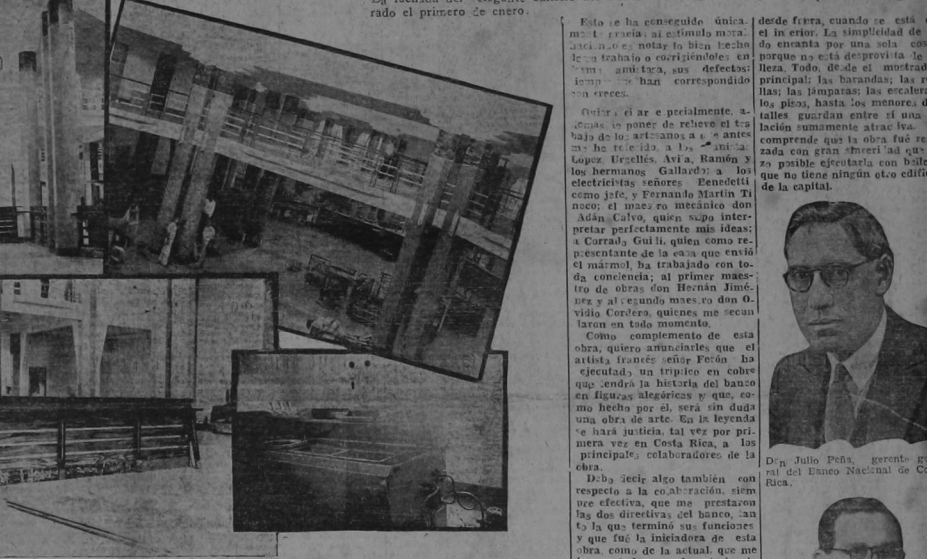 rado el primero de enero.
Esto se ha conseguido única-
gracias al estímulo
notar lo bien hecho
trabajo o corrigiéndoles en
sus defectos;
han correspondido
con creces.
especialmente, a-
poner de relieve el tra
bajo de los artesanos a que antes
me he referido, a los
López, Urgellés, Avila, Ramón y
los hermanos Gallardo; a los
electricistas señores Benedetti
como jefe, y Fernando Martín Ti
noco; el maestro mecánico don
Adán Calvo, quien supo inter-
pretar perfectamente mis ideas;
a Corrado quien como re-
presentante de la casa que envió
el mármol, ha trabajado con to-
da conciencia; al primer maes-
tro de obras don Hernán Jimé-
nez y al segundo maestro don O-
vidio Cordero, quienes me secun
daron en todo momento.
Como complemento de esta
obra, quiero anunciarles que el
artista francés señor Ferón ha
ejecutado un tríptico en cobre
que tendrá la historia del banco
en figuras alegóricas y que, co-
mo hecho por él, será sin duda
una obra de arte. En la leyenda
se hará justicia, tal vez por pri-
mera vez en Costa Rica, a los
principales colaboradores de la
obra.
Debo decir algo también con
respecto a la colaboración, siem
pre efectiva, que me prestaron
las dos directivas del banco, tan
to la que terminó sus funciones
y que fué la iniciadora de esta
obra, como de la actual, que me
desde fuera, cuando se está
el interior. La simplicidad de
do encanta por una sola
porque no está desprovista de
lleza. Todo, desde el mostrad
principal; las barandas; las
llas; las lámparas; las escalera
los pisos, hasta los menores d
talles guardan entre sí una
lación sumamente atractiva.
comprende que la obra fué re
zada con gran sinceridad que
zo posible ejecutarla con
que no tiene ningún otro edifi
de la capital.
Don Julio Peña, gerente ge
ral del Banco Nacional de Co
Rica.